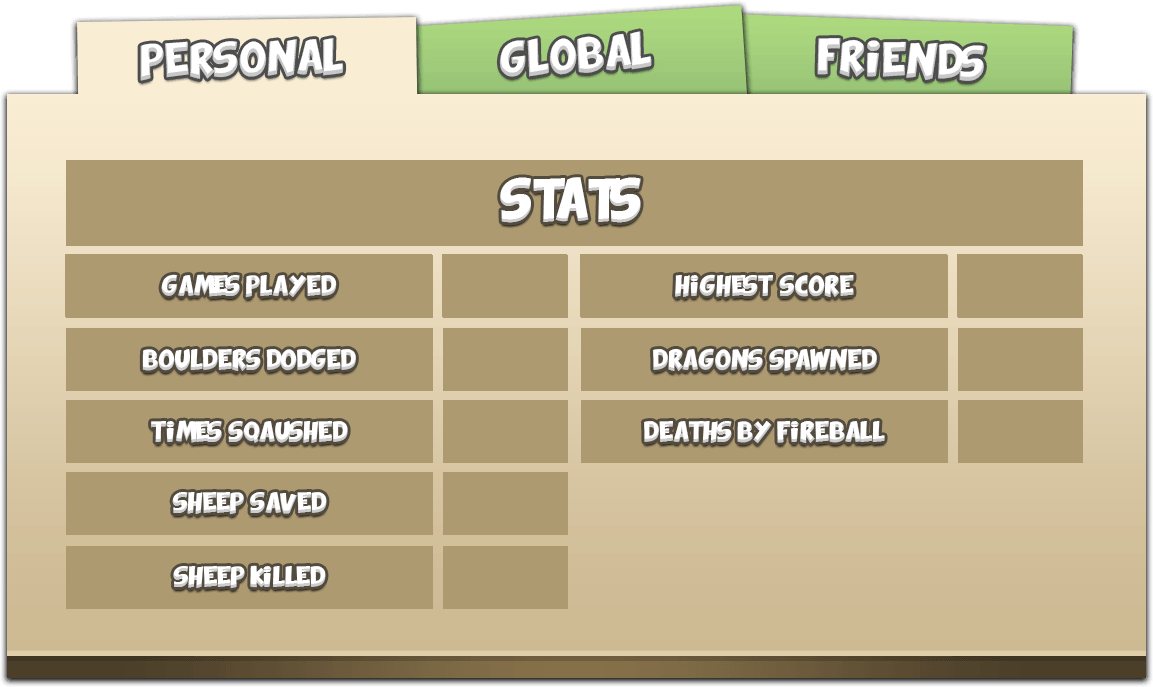 PERSONAL
GLOBAL
FRIENDS
STATS
GAMES PLAYED
HIGHEST SCORE
BOULDERS DODGED
DRAGONS SPAWNED
TIMES SQAUSHED
DEATHS BY FIREBALL
SHEEP SAVED
SHEEP KILLED